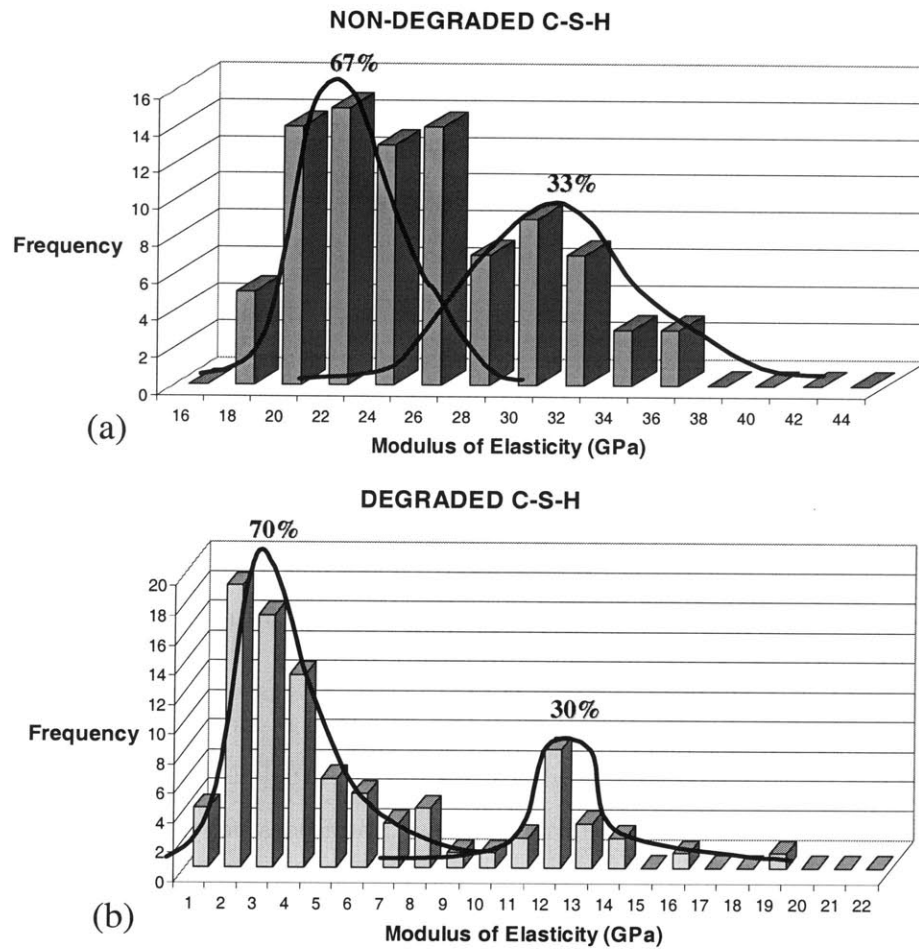 NON-DEGRADED C-S-H
67%
33%
16
14
12
10
8
6
4
2
0
Frequency
16 18 20 22 24 26 28 30 32 34 36 38 40 42 44
(a)
Modulus of Elasticity (GPa)
DEGRADED C-S-H
70%
30%
20
18
16
14
12
10
8
6
4
2
0
Frequency
1 2 3 4 5 6 7 8 9 10 11 12 13 14 15 16 17 18 19 20 21 22
(b)
Modulus of Elasticity (GPa)